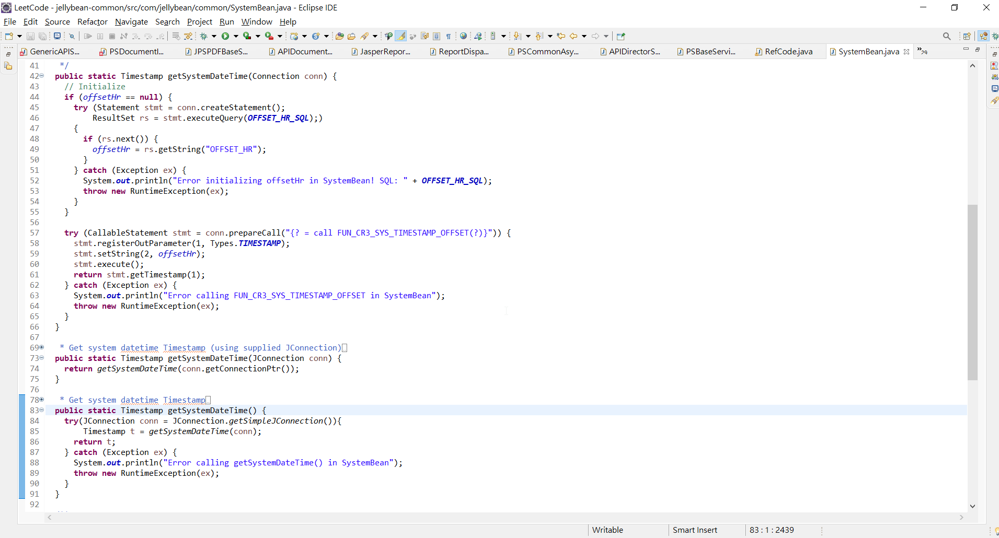 LeetCode - jellybean-common/src/com/jellybean/common/SystemBean.java - Eclipse IDE
File Edit Source Refactor Navigate Search Project Run Window Help
GenericAPIS... PSDocumentI... JPSPDFBaseS... APIDocument... JasperRepor... ReportDispa... PSCommonAsy... APIDirectorS... PSBaseServi... RefCode.java SystemBean.java »29
41 */
42 public static Timestamp getSystemDateTime(Connection conn) {
43 // Initialize
44 if (offsetHr == null) {
45 try (Statement stmt = conn.createStatement();
46 ResultSet rs = stmt.executeQuery(OFFSET_HR_SQL);)
47 {
48 if (rs.next()) {
49 offsetHr = rs.getString("OFFSET_HR");
50 }
51 } catch (Exception ex) {
52 System.out.println("Error initializing offsetHr in SystemBean! SQL: " + OFFSET_HR_SQL);
53 throw new RuntimeException(ex);
54 }
55 }
56
57 try (CallableStatement stmt = conn.prepareCall("{? = call FUN_CR3_SYS_TIMESTAMP_OFFSET(?)}")) {
58 stmt.registerOutParameter(1, Types.TIMESTAMP);
59 stmt.setString(2, offsetHr);
60 stmt.execute();
61 return stmt.getTimestamp(1);
62 } catch (Exception ex) {
63 System.out.println("Error calling FUN_CR3_SYS_TIMESTAMP_OFFSET in SystemBean");
64 throw new RuntimeException(ex);
65 }
66 }
67
69 * Get system datetime Timestamp (using supplied JConnection)
73 public static Timestamp getSystemDateTime(JConnection conn) {
74 return getSystemDateTime(conn.getConnectionPtr());
75 }
76
78 * Get system datetime Timestamp
83 public static Timestamp getSystemDateTime() {
84 try(JConnection conn = JConnection.getSimpleJConnection()){
85 Timestamp t = getSystemDateTime(conn);
86 return t;
87 } catch (Exception ex) {
88 System.out.println("Error calling getSystemDateTime() in SystemBean");
89 throw new RuntimeException(ex);
90 }
91 }
92
Writable Smart Insert 83 : 1 : 2439